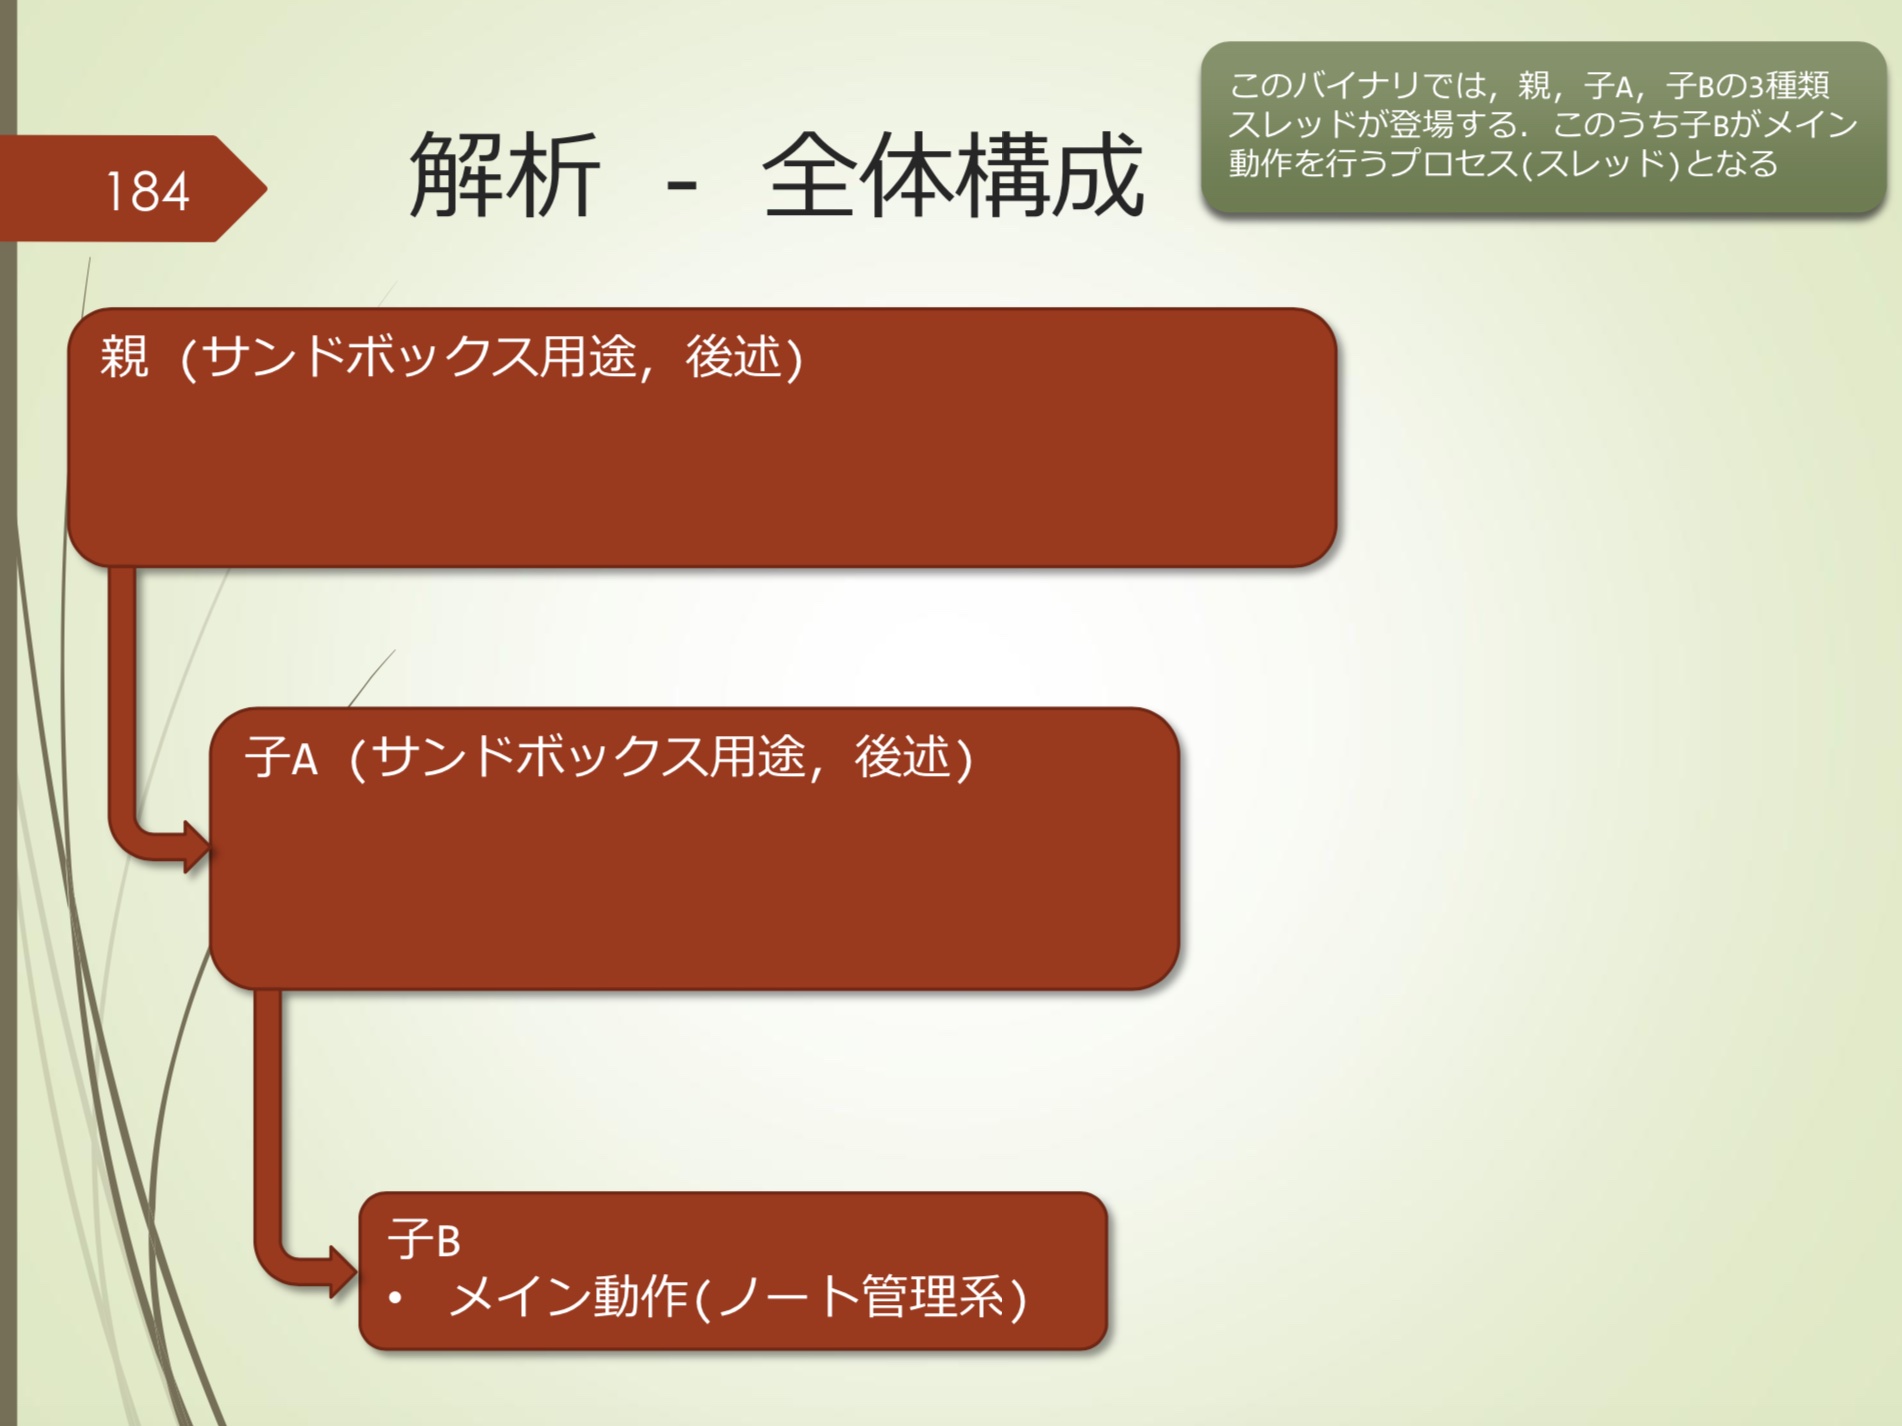 184
解析 - 全体構成
このバイナリでは，親，子A，子Bの3種類
スレッドが登場する．このうち子Bがメイン
動作を行うプロセス(スレッド)となる
親 (サンドボックス用途，後述)
子A (サンドボックス用途，後述)
子B
• メイン動作(ノート管理系)